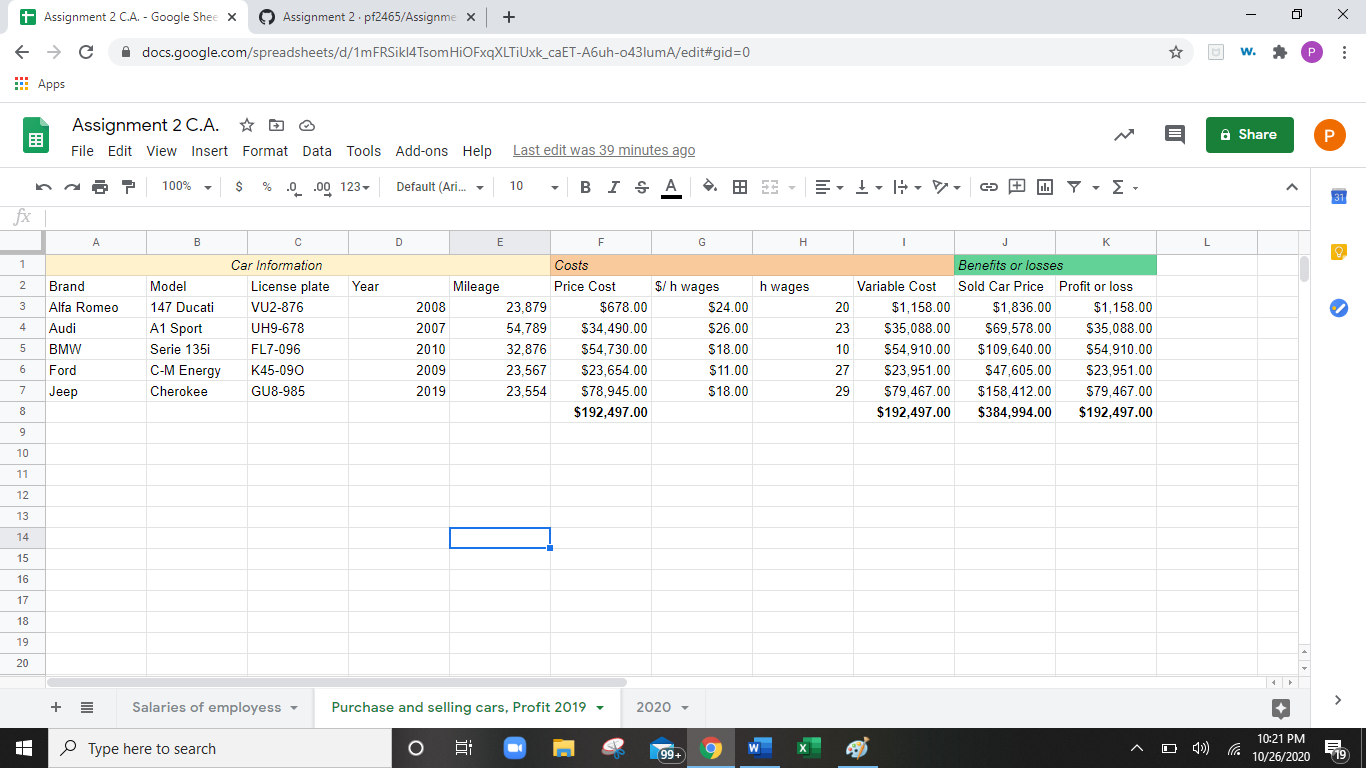 Assignment 2 C.A. - Google Shee
Assignment 2 · pf2465/Assignme
docs.google.com/spreadsheets/d/1mFRSikI4TsomHiOFxqXLTiUxk_caET-A6uh-o43IumA/edit#gid=0
w.
P
Apps
Assignment 2 C.A.
Share
P
File Edit View Insert Format Data Tools Add-ons Help Last edit was 39 minutes ago
100% $ % .0 .00 123 Default (Ari... 10 B I S A Σ
31
fx
A B C D E F G H I J K L
1 Car Information Costs Benefits or losses
2 Brand Model License plate Year Mileage Price Cost $/ h wages h wages Variable Cost Sold Car Price Profit or loss
3 Alfa Romeo 147 Ducati VU2-876 2008 23,879 $678.00 $24.00 20 $1,158.00 $1,836.00 $1,158.00
4 Audi A1 Sport UH9-678 2007 54,789 $34,490.00 $26.00 23 $35,088.00 $69,578.00 $35,088.00
5 BMW Serie 135i FL7-096 2010 32,876 $54,730.00 $18.00 10 $54,910.00 $109,640.00 $54,910.00
6 Ford C-M Energy K45-09O 2009 23,567 $23,654.00 $11.00 27 $23,951.00 $47,605.00 $23,951.00
7 Jeep Cherokee GU8-985 2019 23,554 $78,945.00 $18.00 29 $79,467.00 $158,412.00 $79,467.00
8 $192,497.00 $192,497.00 $384,994.00 $192,497.00
9
10
11
12
13
14
15
16
17
18
19
20
Salaries of employess Purchase and selling cars, Profit 2019 2020
Type here to search
99+
W
X
10:21 PM
10/26/2020
19